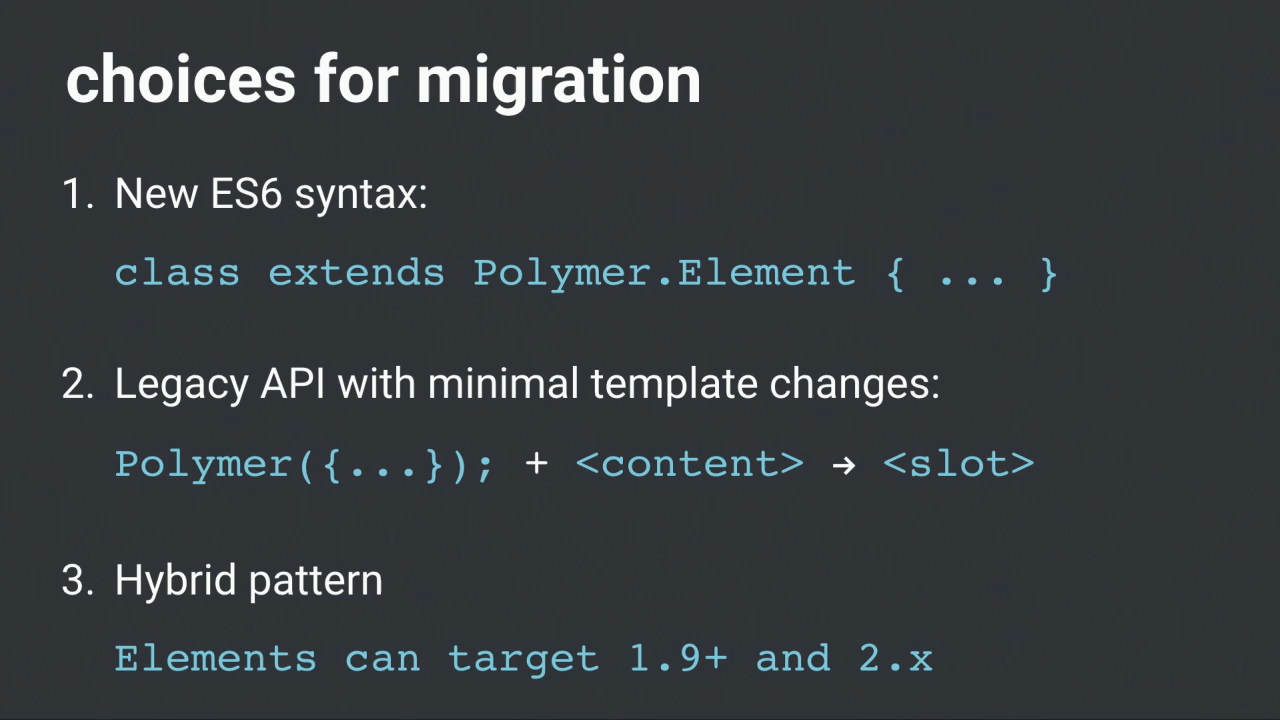 choices for migration
1. New ES6 syntax:
class extends Polymer.Element { ... }
2. Legacy API with minimal template changes:
Polymer({...}); + <content> → <slot>
3. Hybrid pattern
Elements can target 1.9+ and 2.x